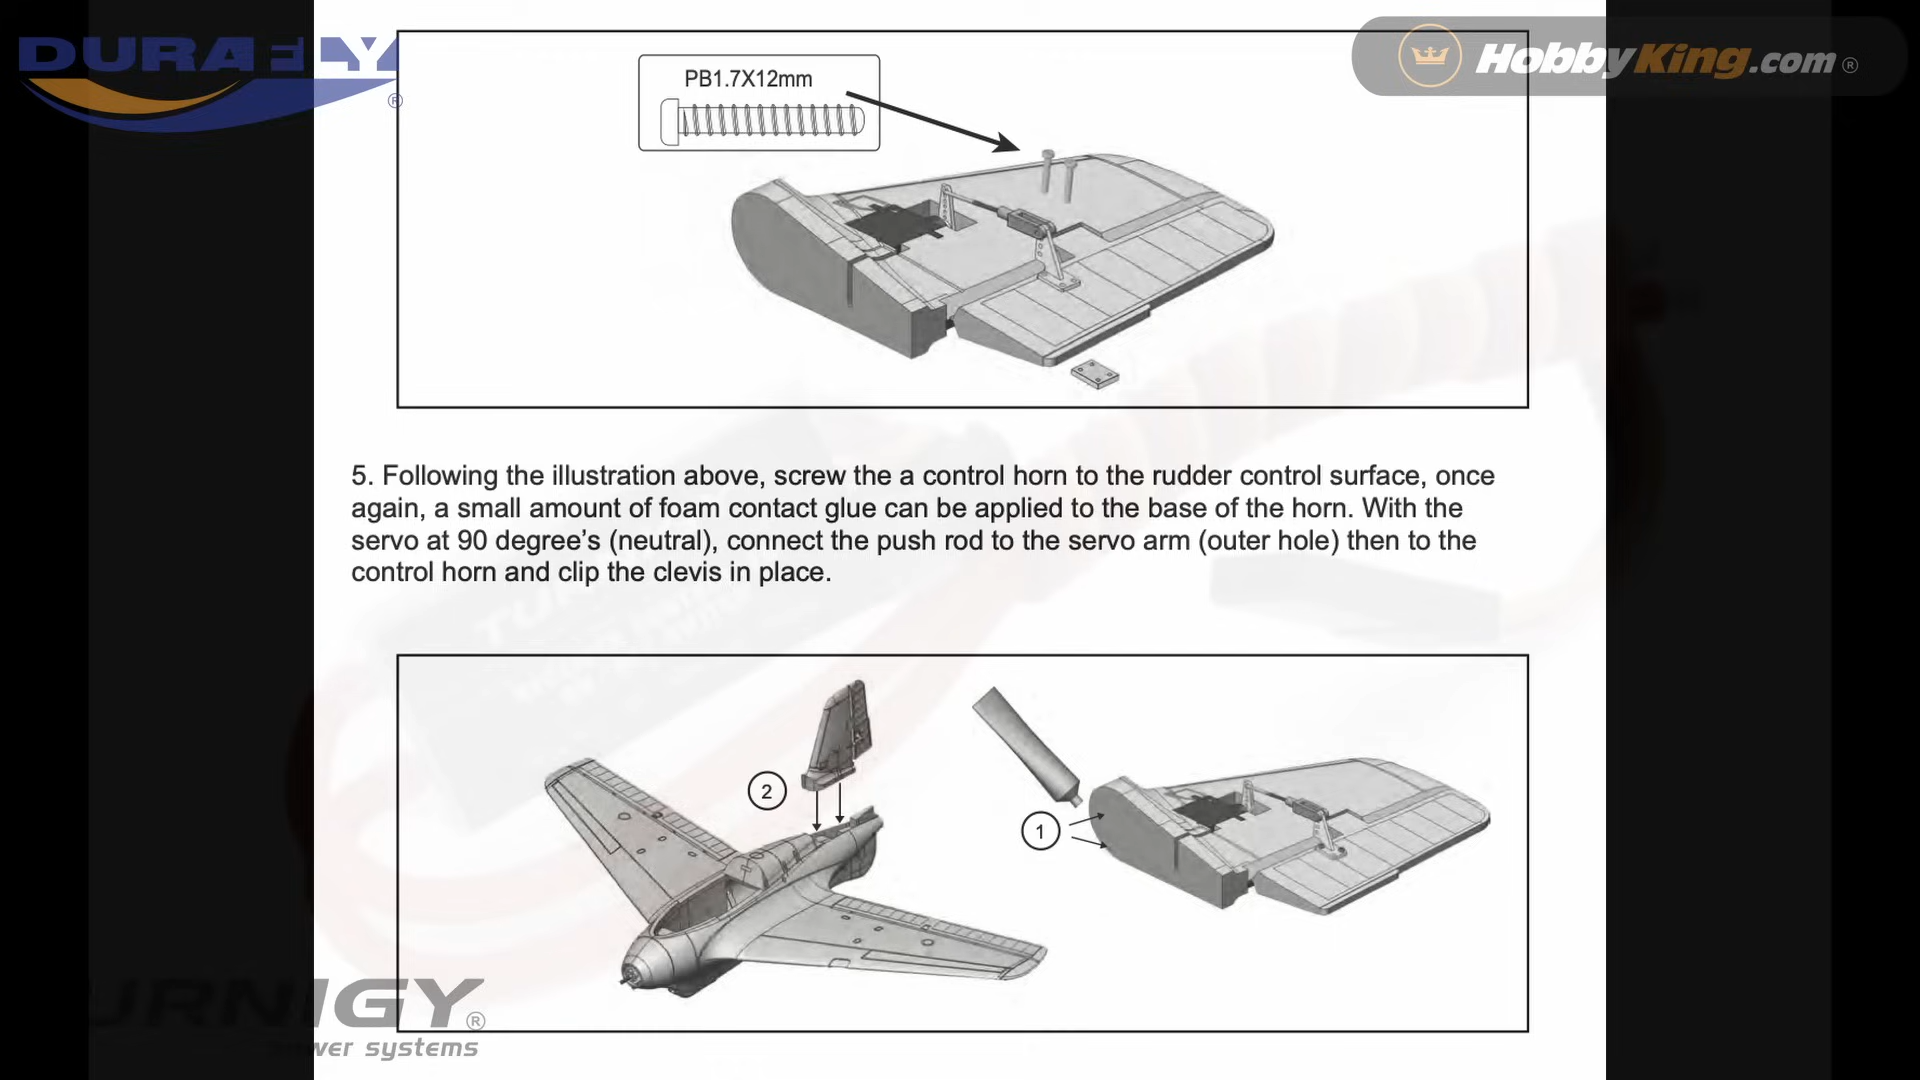 DURAFLY
®
HobbyKing.com ®
PB1.7X12mm
5. Following the illustration above, screw the a control horn to the rudder control surface, once
again, a small amount of foam contact glue can be applied to the base of the horn. With the
servo at 90 degree’s (neutral), connect the push rod to the servo arm (outer hole) then to the
control horn and clip the clevis in place.
2
1
URNIGY®
wer systems